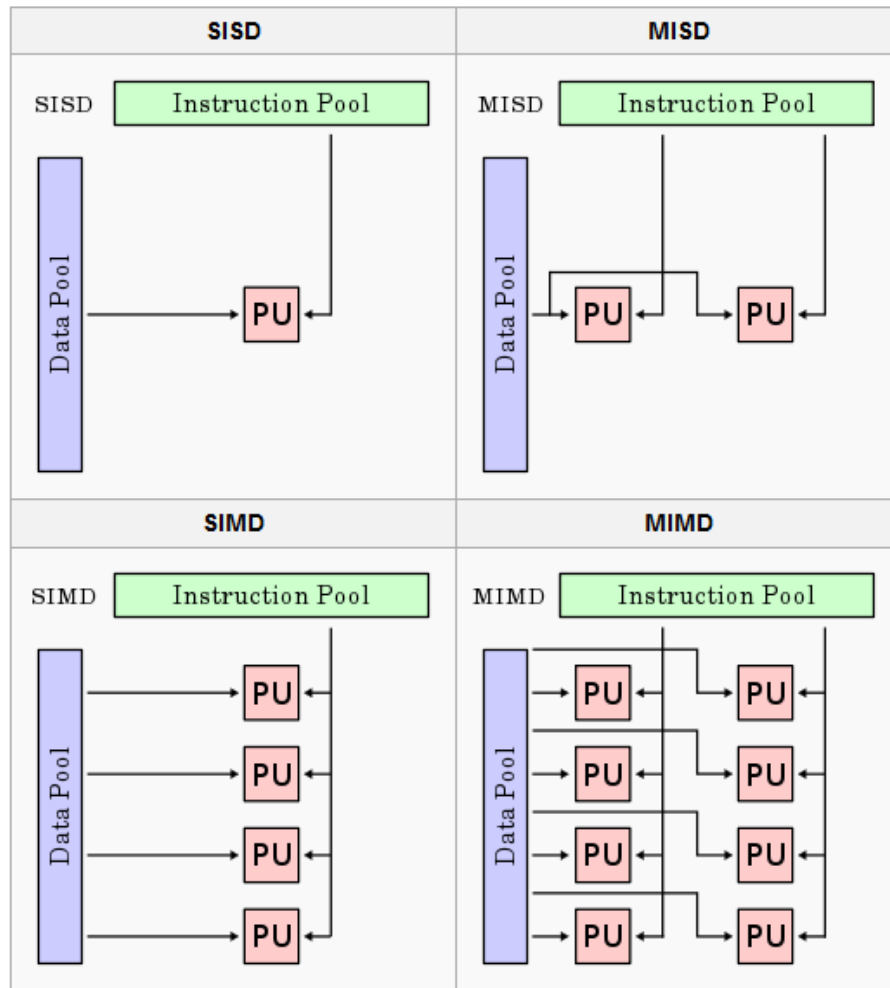 SISD
MISD
SISD
Instruction Pool
MISD
Instruction Pool
Data Pool
PU
Data Pool
PU
PU
SIMD
MIMD
SIMD
Instruction Pool
MIMD
Instruction Pool
Data Pool
PU
PU
PU
PU
Data Pool
PU
PU
PU
PU
PU
PU
PU
PU